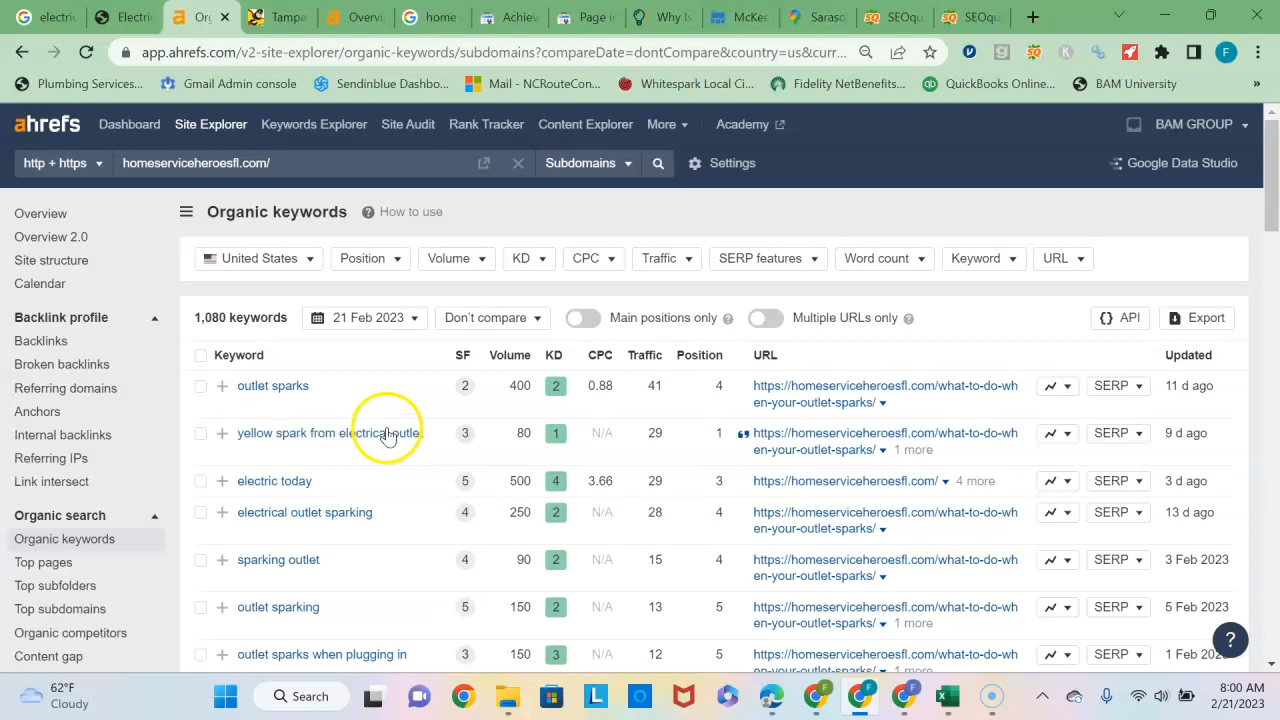 electric
Electric
Org
Tampa
Overvi
home
Achiev
Page in
Why Is
McKee
Saraso
SEOqu
SEOqu
app.ahrefs.com/v2-site-explorer/organic-keywords/subdomains?compareDate=dontCompare&country=us&curr...
F
Plumbing Services...
Gmail Admin console
Sendinblue Dashbo...
Mail - NCRouteCon...
Whitespark Local Ci...
Fidelity NetBenefits...
QuickBooks Online...
BAM University
»
ahrefs Dashboard Site Explorer Keywords Explorer Site Audit Rank Tracker Content Explorer More Academy BAM GROUP
http + https homeserviceheroesfl.com/ Subdomains Settings Google Data Studio
Overview
Overview 2.0
Site structure
Calendar
Backlink profile
Backlinks
Broken backlinks
Referring domains
Anchors
Internal backlinks
Referring IPs
Link intersect
Organic search
Organic keywords
Top pages
Top subfolders
Top subdomains
Organic competitors
Content gap
Organic keywords ? How to use
United States Position Volume KD CPC Traffic SERP features Word count Keyword URL
1,080 keywords 21 Feb 2023 Don't compare Main positions only ? Multiple URLs only ? API Export
Keyword SF Volume KD CPC Traffic Position URL Updated
outlet sparks 2 400 2 0.88 41 4 https://homeserviceheroesfl.com/what-to-do-wh SERP 11 d ago
en-your-outlet-sparks/
yellow spark from electrical outlet 3 80 1 N/A 29 1 https://homeserviceheroesfl.com/what-to-do-wh SERP 9 d ago
en-your-outlet-sparks/ 1 more
electric today 5 500 4 3.66 29 3 https://homeserviceheroesfl.com/ 4 more SERP 3 d ago
electrical outlet sparking 4 250 2 N/A 28 4 https://homeserviceheroesfl.com/what-to-do-wh SERP 13 d ago
en-your-outlet-sparks/
sparking outlet 4 90 2 N/A 15 4 https://homeserviceheroesfl.com/what-to-do-wh SERP 3 Feb 2023
en-your-outlet-sparks/
outlet sparking 5 150 2 N/A 13 5 https://homeserviceheroesfl.com/what-to-do-wh SERP 5 Feb 2023
en-your-outlet-sparks/ 1 more
outlet sparks when plugging in 3 150 3 N/A 12 5 https://homeserviceheroesfl.com/what-to-do-wh SERP 1 Feb 2023
?
62°F
Cloudy
Search
8:00 AM
2/21/2023